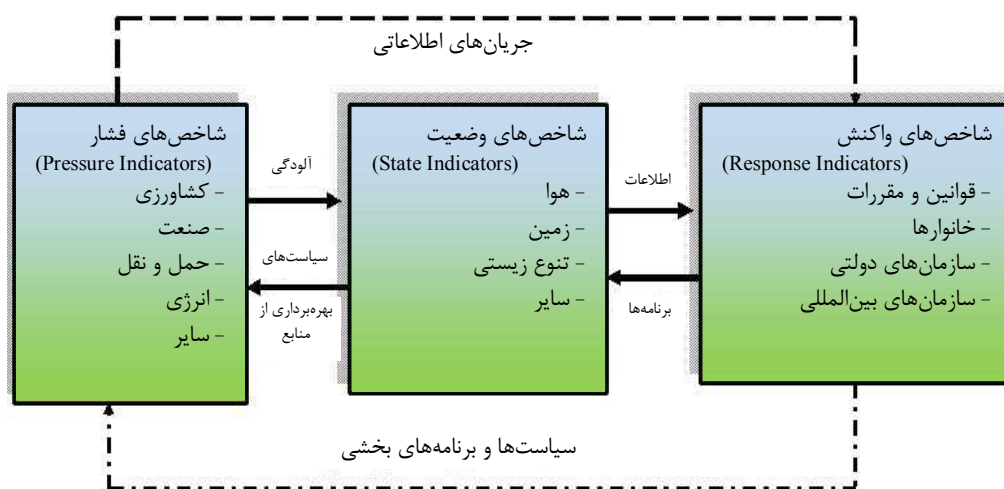 جریان‌های اطلاعاتی
شاخص‌های فشار
(Pressure Indicators)
- کشاورزی
- صنعت
- حمل و نقل
- انرژی
- سایر
آلودگی
سیاست‌های
بهره‌برداری از
منابع
شاخص‌های وضعیت
(State Indicators)
- هوا
- زمین
- تنوع زیستی
- سایر
اطلاعات
برنامه‌ها
شاخص‌های واکنش
(Response Indicators)
- قوانین و مقررات
- خانوارها
- سازمان‌های دولتی
- سازمان‌های بین‌المللی
سیاست‌ها و برنامه‌های بخشی